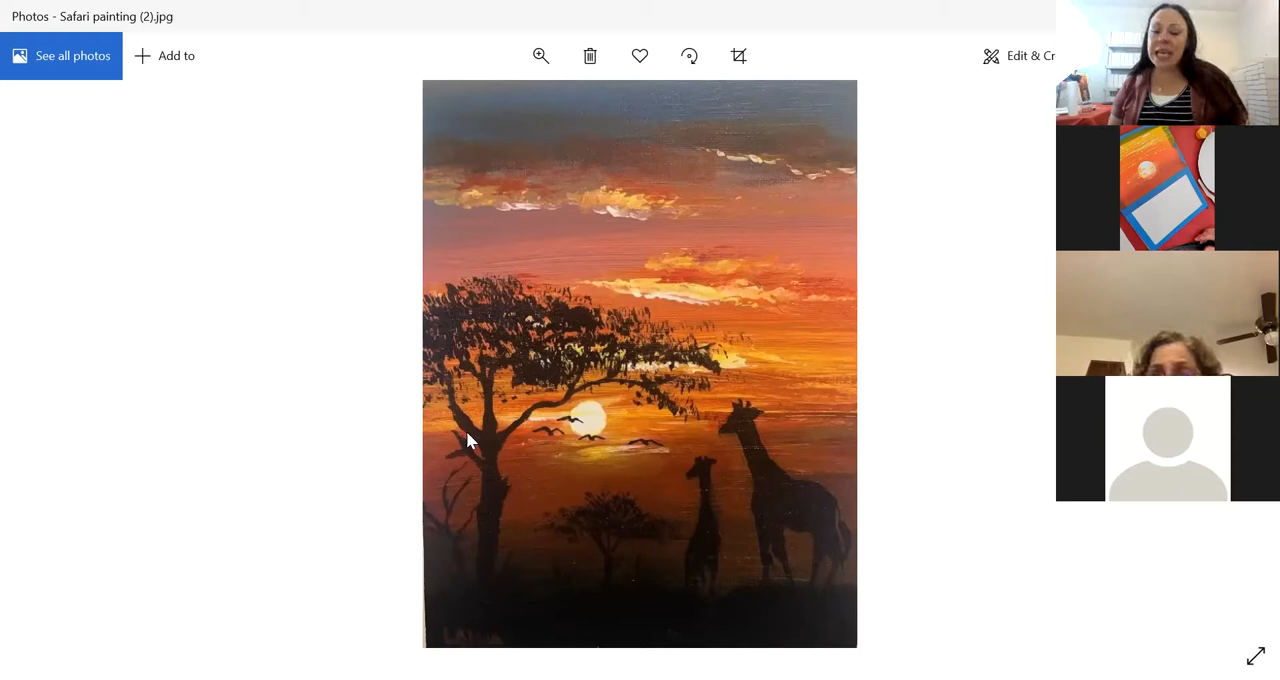 Photos - Safari painting (2).jpg
See all photos
Add to
Edit & Cr